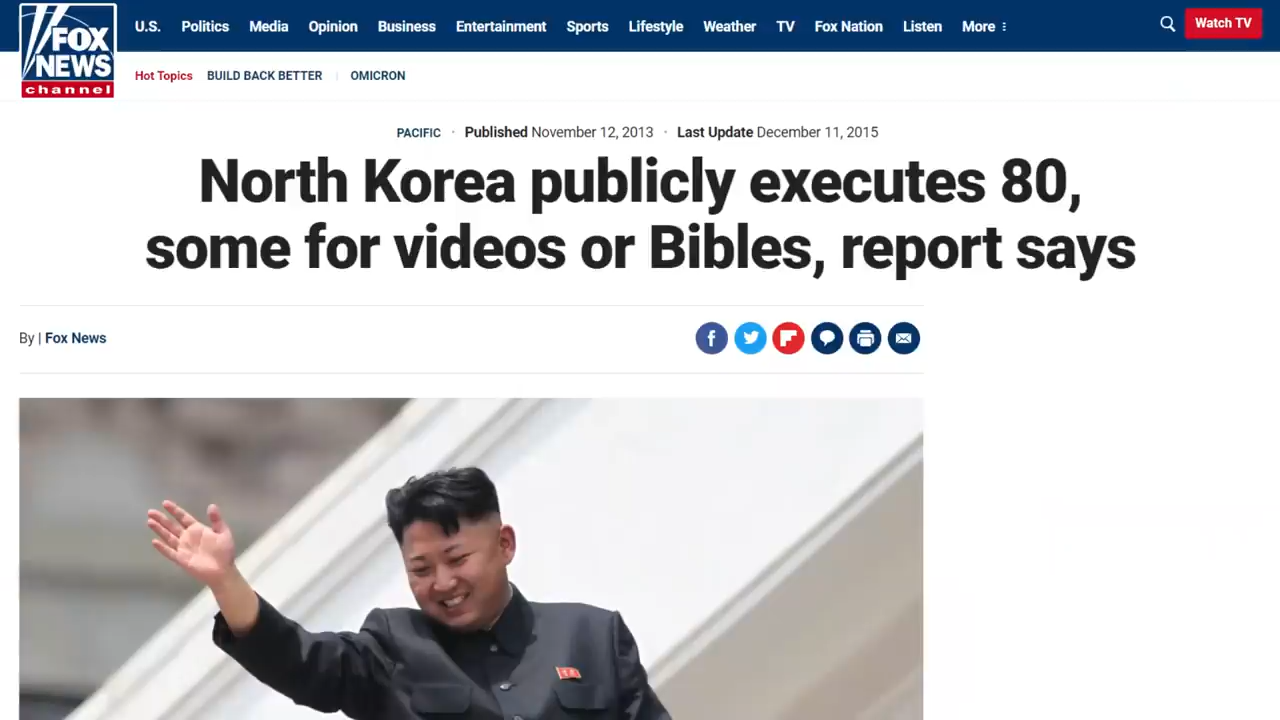 FOX
NEWS
channel
U.S. Politics Media Opinion Business Entertainment Sports Lifestyle Weather TV Fox Nation Listen More
Watch TV
Hot Topics BUILD BACK BETTER OMICRON
PACIFIC · Published November 12, 2013 · Last Update December 11, 2015
North Korea publicly executes 80,
some for videos or Bibles, report says
By | Fox News